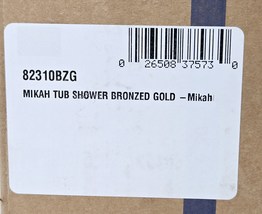 0 26508 37573 0
82310BZG
MIKAH TUB SHOWER BRONZED GOLD – Mikah